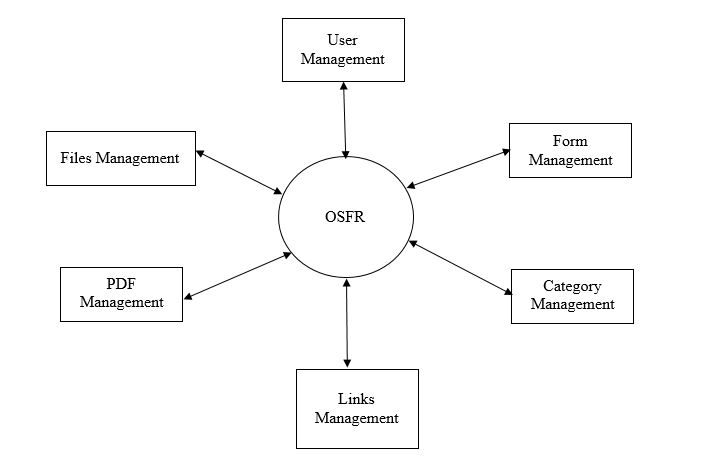 User
Management
Files Management
Form
Management
OSFR
PDF
Management
Category
Management
Links
Management